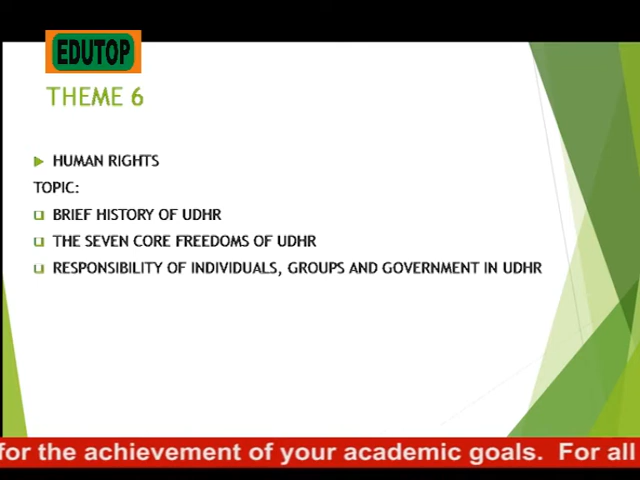 EDUTOP
THEME 6
HUMAN RIGHTS
TOPIC:
BRIEF HISTORY OF UDHR
THE SEVEN CORE FREEDOMS OF UDHR
RESPONSIBILITY OF INDIVIDUALS, GROUPS AND GOVERNMENT IN UDHR
for the achievement of your academic goals. For all